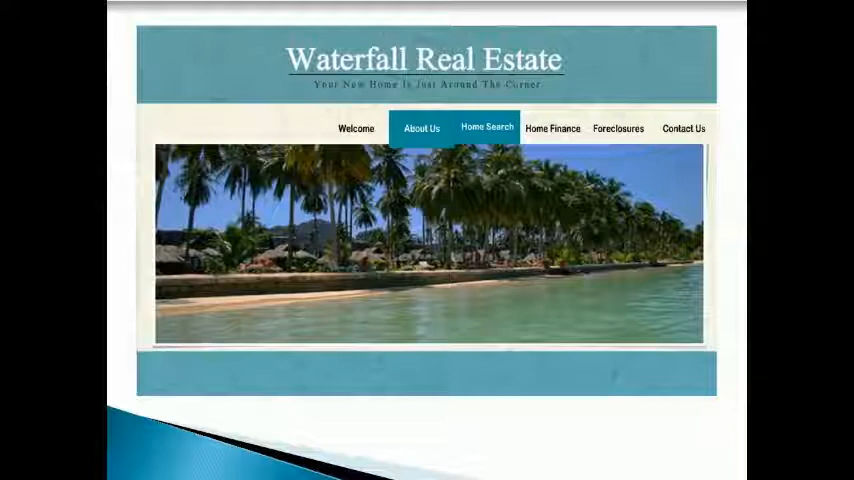 Waterfall Real Estate
Your New Home Is Just Around The Corner
Welcome About Us Home Search Home Finance Foreclosures Contact Us